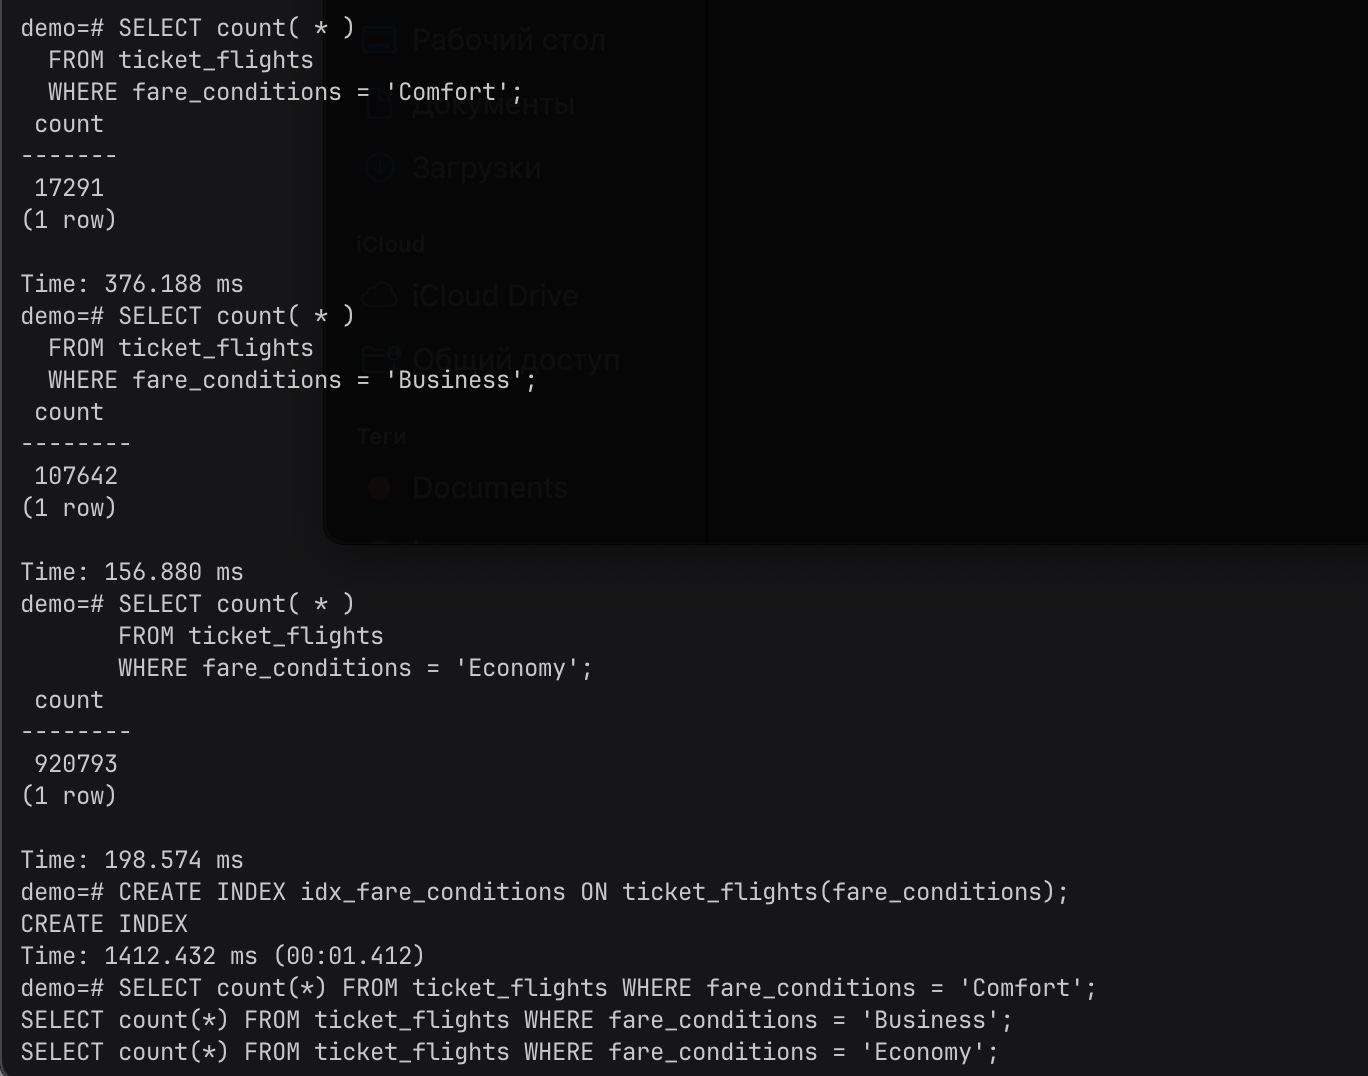 demo=# SELECT count( * )
  FROM ticket_flights
  WHERE fare_conditions = 'Comfort';
 count
-------
 17291
(1 row)

Time: 376.188 ms
demo=# SELECT count( * )
  FROM ticket_flights
  WHERE fare_conditions = 'Business';
 count
--------
 107642
(1 row)

Time: 156.880 ms
demo=# SELECT count( * )
       FROM ticket_flights
       WHERE fare_conditions = 'Economy';
 count
--------
 920793
(1 row)

Time: 198.574 ms
demo=# CREATE INDEX idx_fare_conditions ON ticket_flights(fare_conditions);
CREATE INDEX
Time: 1412.432 ms (00:01.412)
demo=# SELECT count(*) FROM ticket_flights WHERE fare_conditions = 'Comfort';
SELECT count(*) FROM ticket_flights WHERE fare_conditions = 'Business';
SELECT count(*) FROM ticket_flights WHERE fare_conditions = 'Economy';
Рабочий стол
Документы
Загрузки
iCloud
iCloud Drive
Общий доступ
Теги
Documents